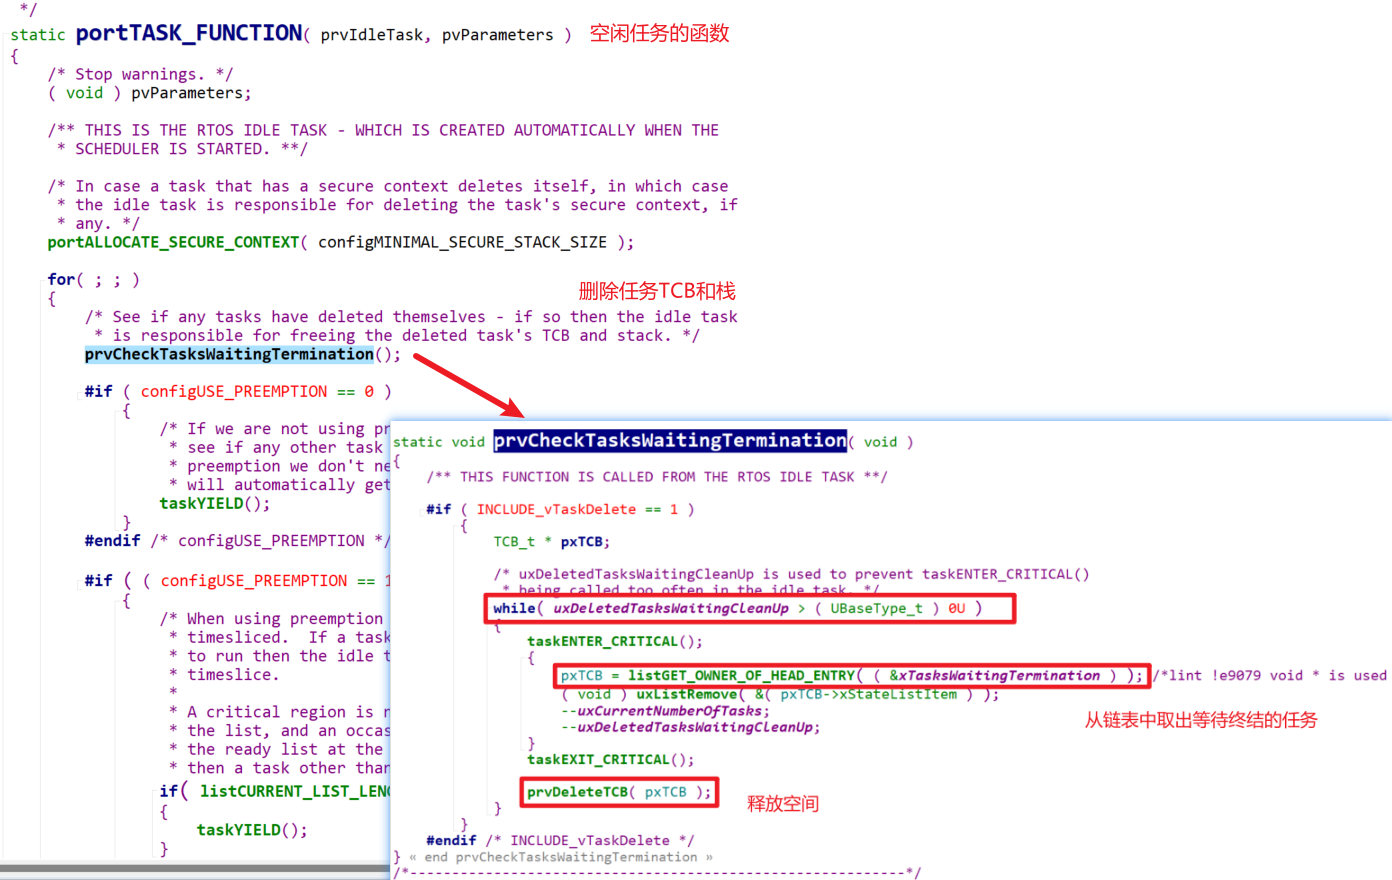 */
static portTASK_FUNCTION( prvIdleTask, pvParameters ) 空闲任务的函数
{
/* Stop warnings. */
( void ) pvParameters;
/** THIS IS THE RTOS IDLE TASK - WHICH IS CREATED AUTOMATICALLY WHEN THE
* SCHEDULER IS STARTED. **/
/* In case a task that has a secure context deletes itself, in which case
* the idle task is responsible for deleting the task's secure context, if
* any. */
portALLOCATE_SECURE_CONTEXT( configMINIMAL_SECURE_STACK_SIZE );
for( ; ; )
{
删除任务TCB和栈
/* See if any tasks have deleted themselves - if so then the idle task
* is responsible for freeing the deleted task's TCB and stack. */
prvCheckTasksWaitingTermination();
#if ( configUSE_PREEMPTION == 0 )
{
/* If we are not using pr
* see if any other task
* preemption we don't ne
* will automatically get
taskYIELD();
}
#endif /* configUSE_PREEMPTION */
#if ( ( configUSE_PREEMPTION == 1
{
/* When using preemption
* timesliced. If a task
* to run then the idle t
* timeslice.
*
* A critical region is n
* the list, and an occas
* the ready list at the
* then a task other than
if( listCURRENT_LIST_LENG
{
taskYIELD();
}
static void prvCheckTasksWaitingTermination( void )
{
/** THIS FUNCTION IS CALLED FROM THE RTOS IDLE TASK **/
#if ( INCLUDE_vTaskDelete == 1 )
{
TCB_t * pxTCB;
/* uxDeletedTasksWaitingCleanUp is used to prevent taskENTER_CRITICAL()
* being called too often in the idle task. */
while( uxDeletedTasksWaitingCleanUp > ( UBaseType_t ) 0U )
{
taskENTER_CRITICAL();
{
pxTCB = listGET_OWNER_OF_HEAD_ENTRY( ( &xTasksWaitingTermination ) ); /*lint !e9079 void * is used
( void ) uxListRemove( &( pxTCB->xStateListItem ) );
--uxCurrentNumberOfTasks;
--uxDeletedTasksWaitingCleanUp;
从链表中取出等待终结的任务
}
taskEXIT_CRITICAL();
prvDeleteTCB( pxTCB ); 释放空间
}
}
#endif /* INCLUDE_vTaskDelete */
} « end prvCheckTasksWaitingTermination »
/*-----------------------------------------------------------*/